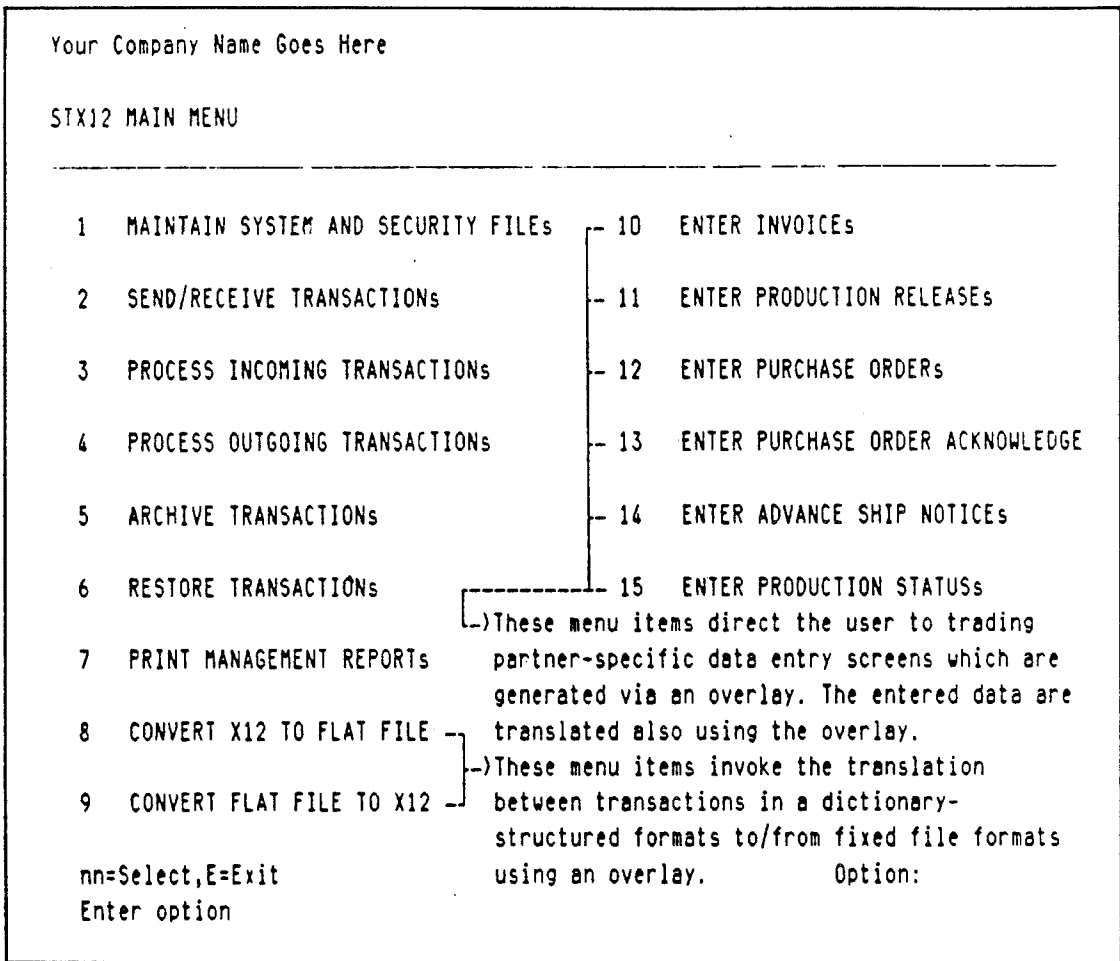 Your Company Name Goes Here
STX12 MAIN MENU
1 MAINTAIN SYSTEM AND SECURITY FILEs
2 SEND/RECEIVE TRANSACTIONs
3 PROCESS INCOMING TRANSACTIONs
4 PROCESS OUTGOING TRANSACTIONs
5 ARCHIVE TRANSACTIONs
6 RESTORE TRANSACTIONs
7 PRINT MANAGEMENT REPORTs
8 CONVERT X12 TO FLAT FILE
9 CONVERT FLAT FILE TO X12
10 ENTER INVOICEs
11 ENTER PRODUCTION RELEASEs
12 ENTER PURCHASE ORDERs
13 ENTER PURCHASE ORDER ACKNOWLEDGE
14 ENTER ADVANCE SHIP NOTICEs
15 ENTER PRODUCTION STATUSs
These menu items direct the user to trading
partner-specific data entry screens which are
generated via an overlay. The entered data are
translated also using the overlay.
These menu items invoke the translation
between transactions in a dictionary-
structured formats to/from fixed file formats
using an overlay.
nn=Select,E=Exit
Option:
Enter option